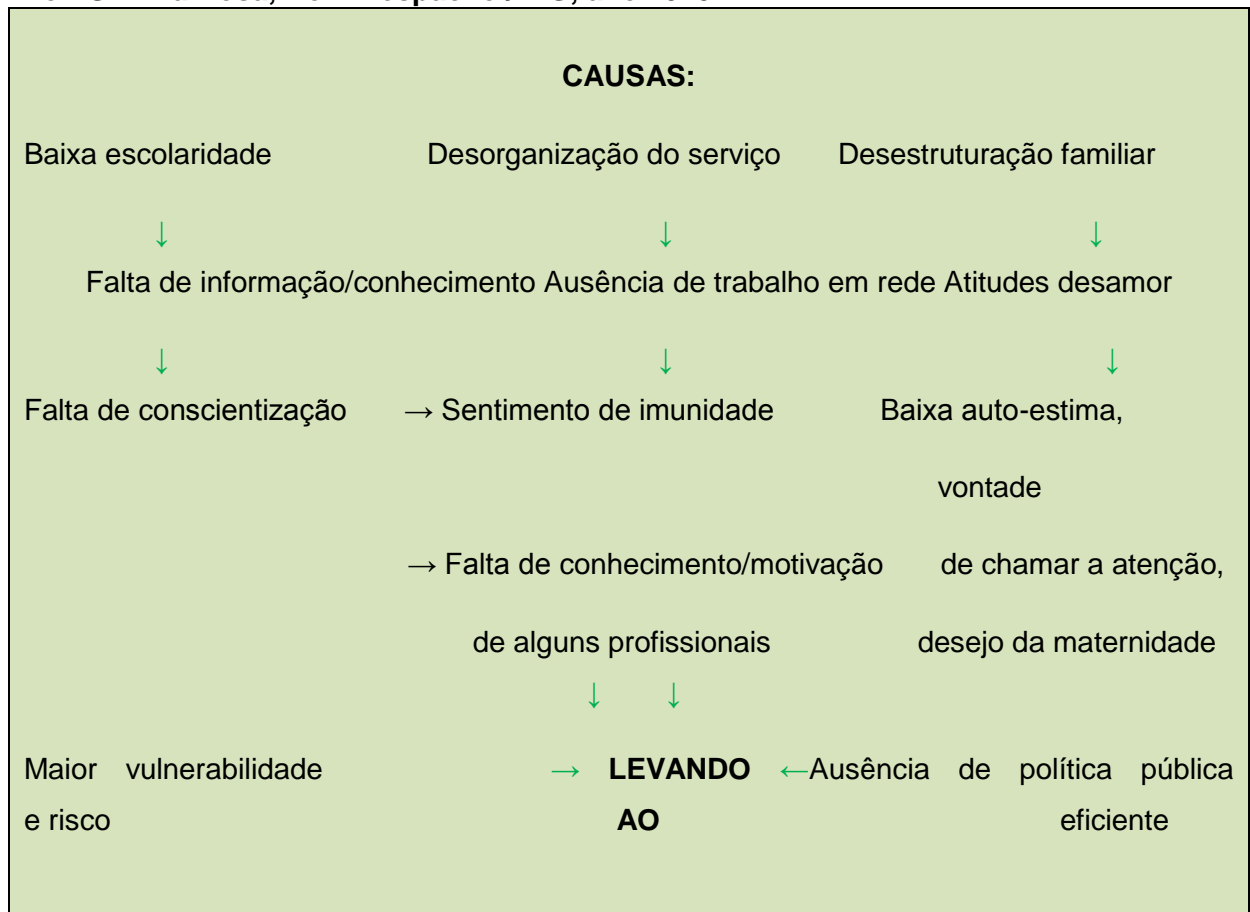 CAUSAS:
Baixa escolaridade Desorganização do serviço Desestruturação familiar
↓ ↓ ↓
Falta de informação/conhecimento Ausência de trabalho em rede Atitudes desamor
↓ ↓ ↓
Falta de conscientização → Sentimento de imunidade Baixa auto-estima,
vontade
→ Falta de conhecimento/motivação de chamar a atenção,
de alguns profissionais desejo da maternidade
↓ ↓
Maior vulnerabilidade → LEVANDO ←Ausência de política pública
e risco AO eficiente